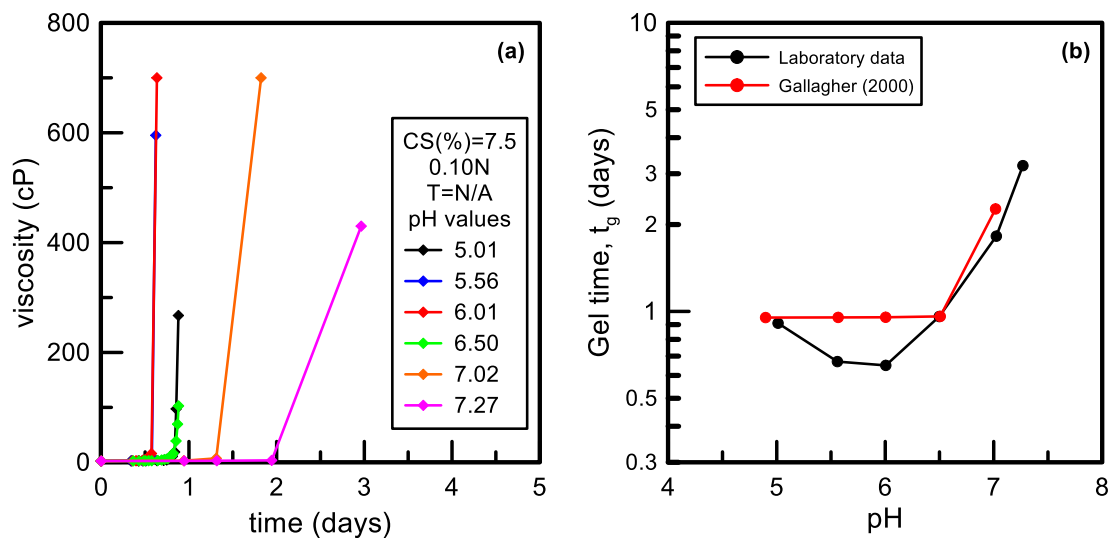 800
600
400
200
0
viscosity (cP)
0 1 2 3 4 5
time (days)
(a)
CS(%)=7.5
0.10N
T=N/A
pH values
5.01
5.56
6.01
6.50
7.02
7.27
10
5
3
2
1
0.5
0.3
Gel time, tg (days)
4 5 6 7 8
pH
(b)
Laboratory data
Gallagher (2000)